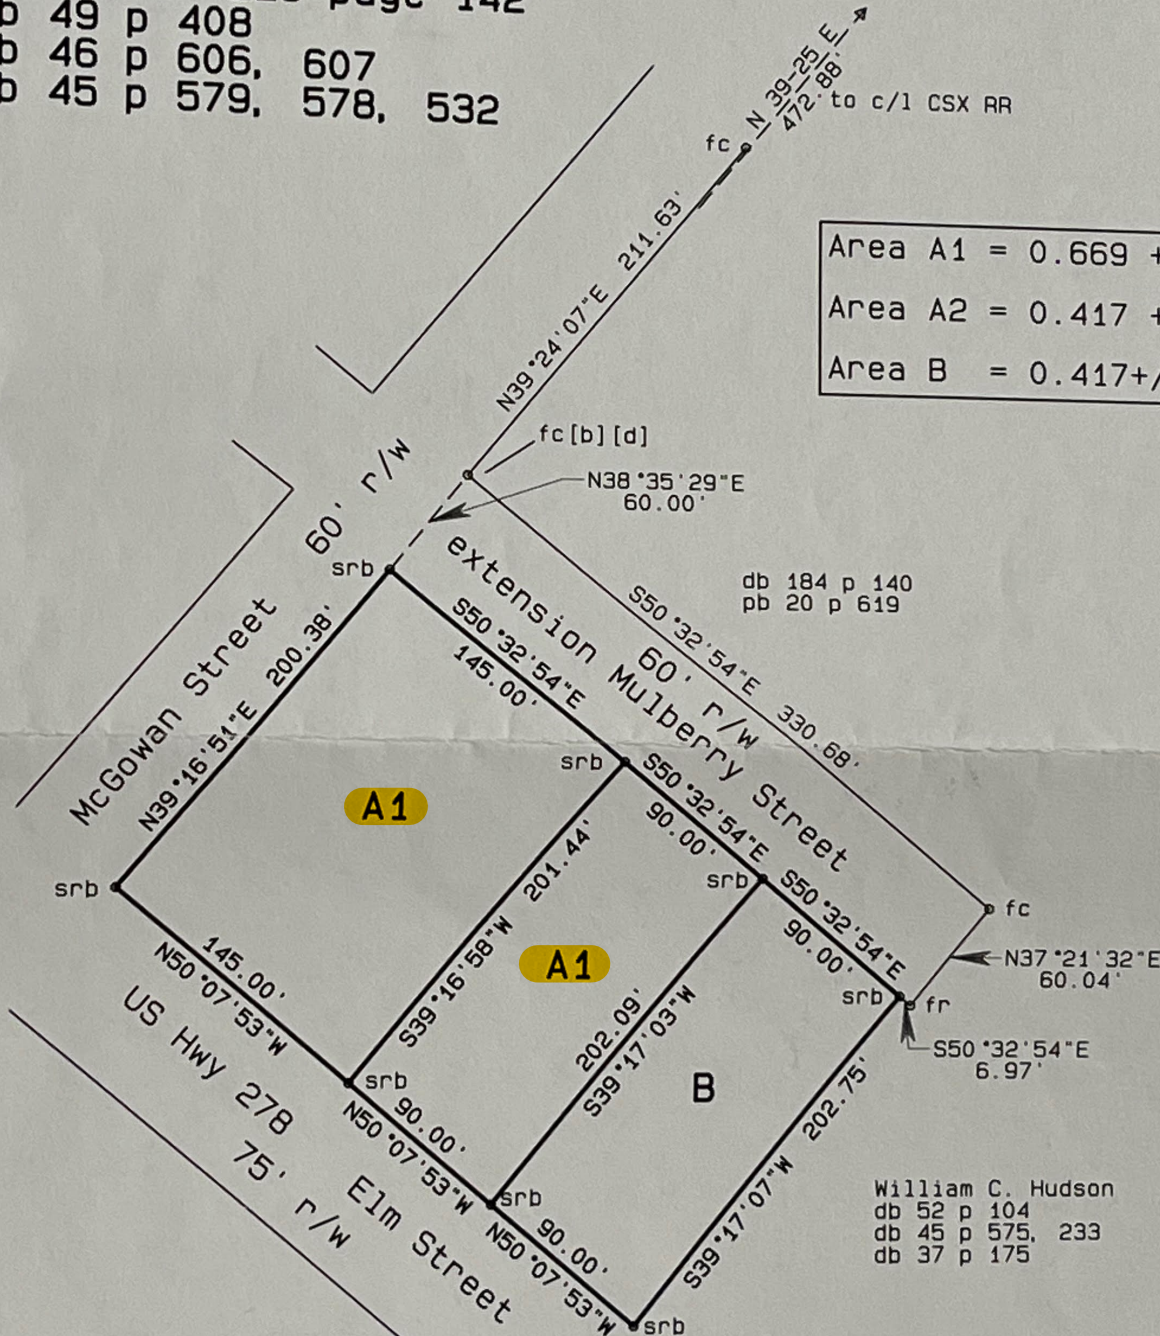 page 142
b 49 p 408
b 46 p 606, 607
b 45 p 579, 578, 532
N 39-25 E
472.88'
to c/l CSX RR
fc
N39°24'07"E 211.63'
Area A1 = 0.669 +
Area A2 = 0.417 +
Area B = 0.417+/
fc[b][d]
N38°35'29"E
60.00'
60' r/w
srb
extension Mulberry Street
60' r/w
db 184 p 140
pb 20 p 619
S50°32'54"E 330.68'
McGowan Street
N39°16'51"E 200.38'
S50°32'54"E
145.00'
srb
A1
S50°32'54"E
90.00'
srb
S50°32'54"E
90.00'
fc
N37°21'32"E
60.04'
srb
fr
S50°32'54"E
6.97'
srb
S39°16'58"W 201.44'
A1
202.09'
S39°17'03"W
B
S39°17'07"W 202.75'
145.00'
N50°07'53"W
US Hwy 278 Elm Street
75' r/w
srb
90.00'
N50°07'53"W
srb
90.00'
N50°07'53"W
srb
William C. Hudson
db 52 p 104
db 45 p 575, 233
db 37 p 175